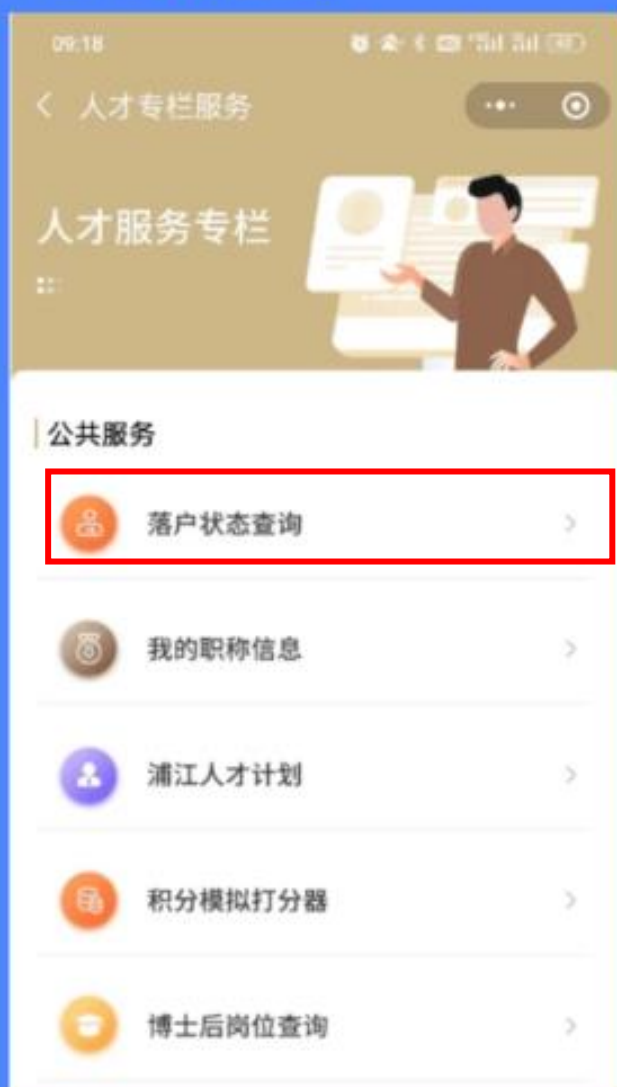 09:18
人才专栏服务
人才服务专栏
公共服务
落户状态查询
我的职称信息
浦江人才计划
积分模拟打分器
博士后岗位查询